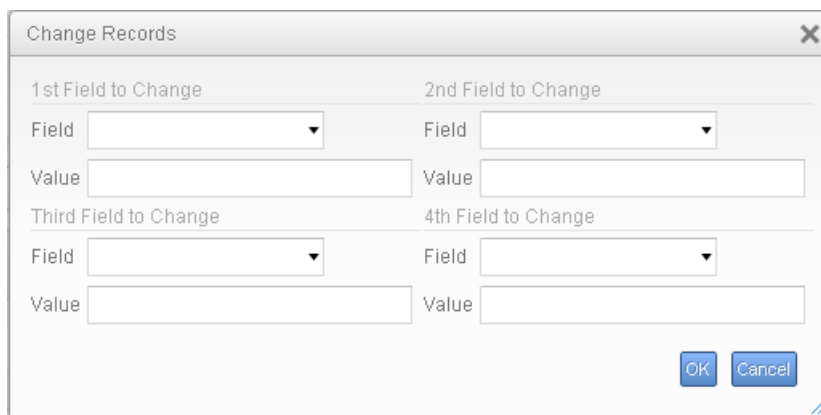 Change Records
1st Field to Change 2nd Field to Change
Field Field
Value Value
Third Field to Change 4th Field to Change
Field Field
Value Value
OK Cancel